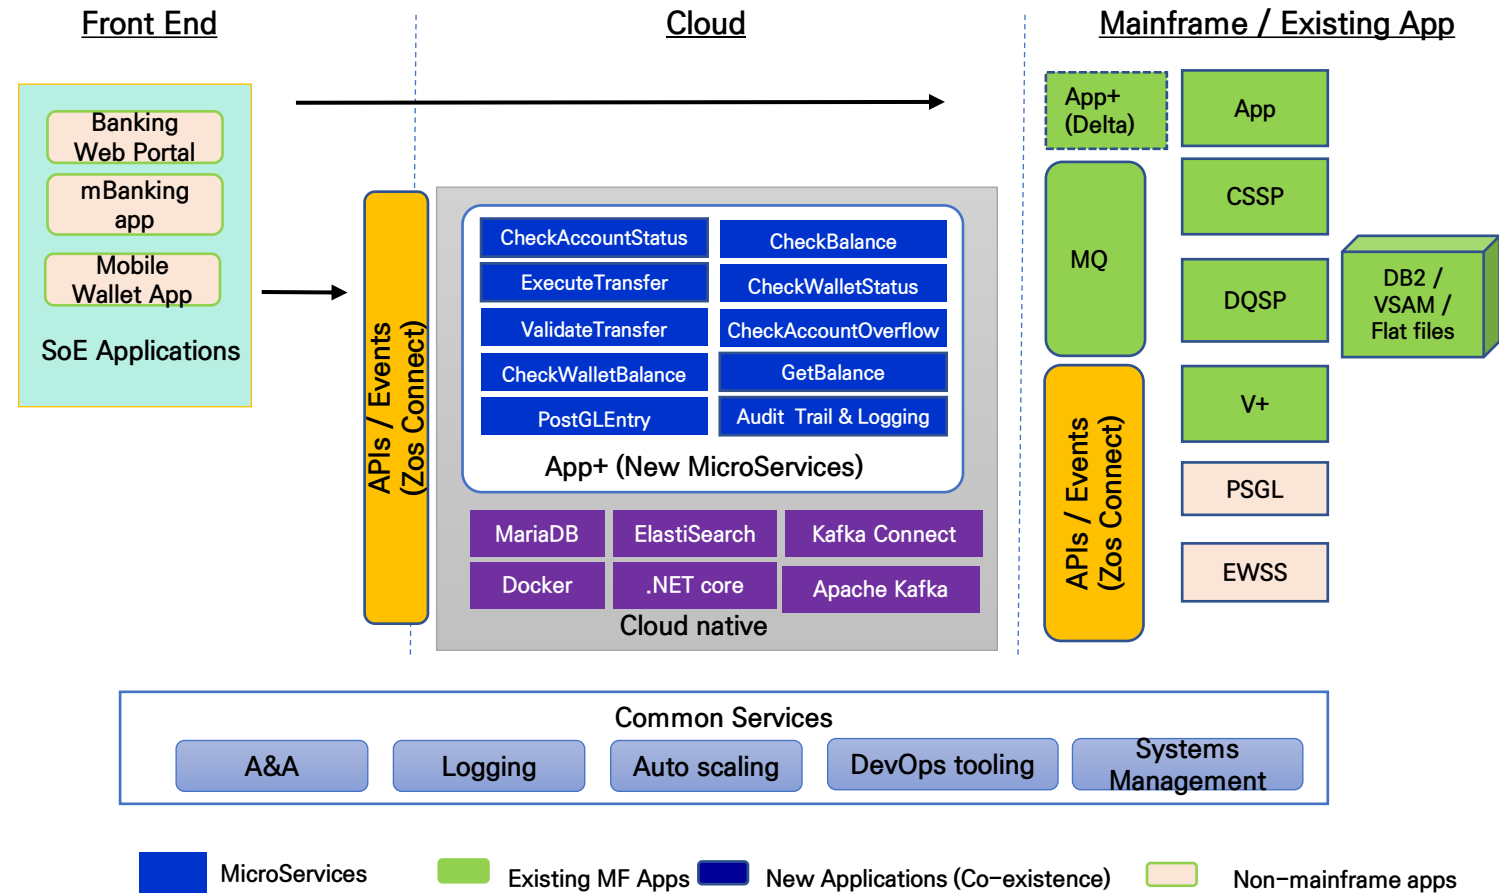 Front End
Cloud
Mainframe / Existing App
Banking
Web Portal
mBanking
app
Mobile
Wallet App
SoE Applications
APIs / Events
(Zos Connect)
CheckAccountStatus
CheckBalance
ExecuteTransfer
CheckWalletStatus
ValidateTransfer
CheckAccountOverflow
CheckWalletBalance
GetBalance
PostGLEntry
Audit Trail & Logging
App+ (New MicroServices)
MariaDB
ElastiSearch
Kafka Connect
Docker
.NET core
Apache Kafka
Cloud native
App+
(Delta)
App
MQ
CSSP
DQSP
DB2 /
VSAM /
Flat files
APIs / Events
(Zos Connect)
V+
PSGL
EWSS
Common Services
A&A
Logging
Auto scaling
DevOps tooling
Systems
Management
MicroServices
Existing MF Apps
New Applications (Co-existence)
Non-mainframe apps